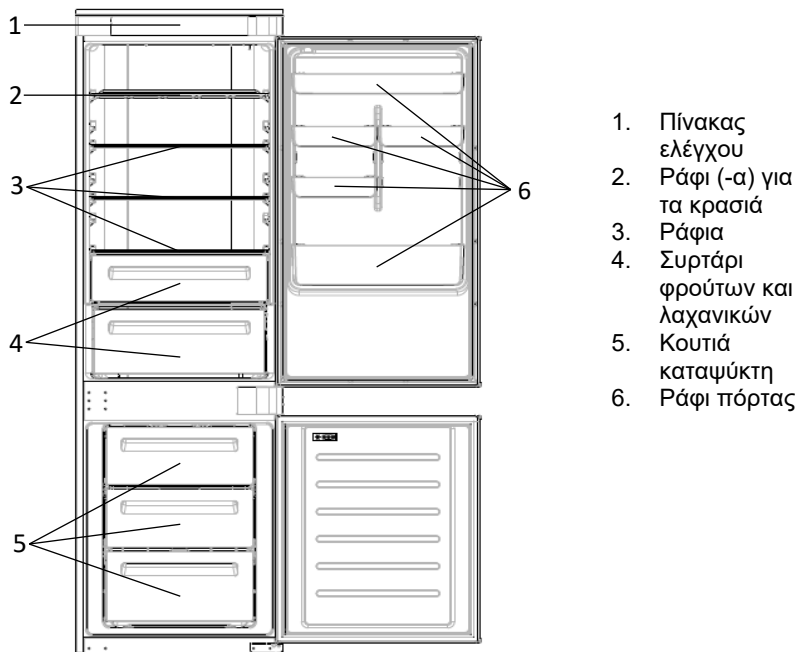 1
2
3
4
5
6
1. Πίνακας
ελέγχου
2. Ράφι (-α) για
τα κρασιά
3. Ράφια
4. Συρτάρι
φρούτων και
λαχανικών
5. Κουτιά
καταψύκτη
6. Ράφι πόρτας